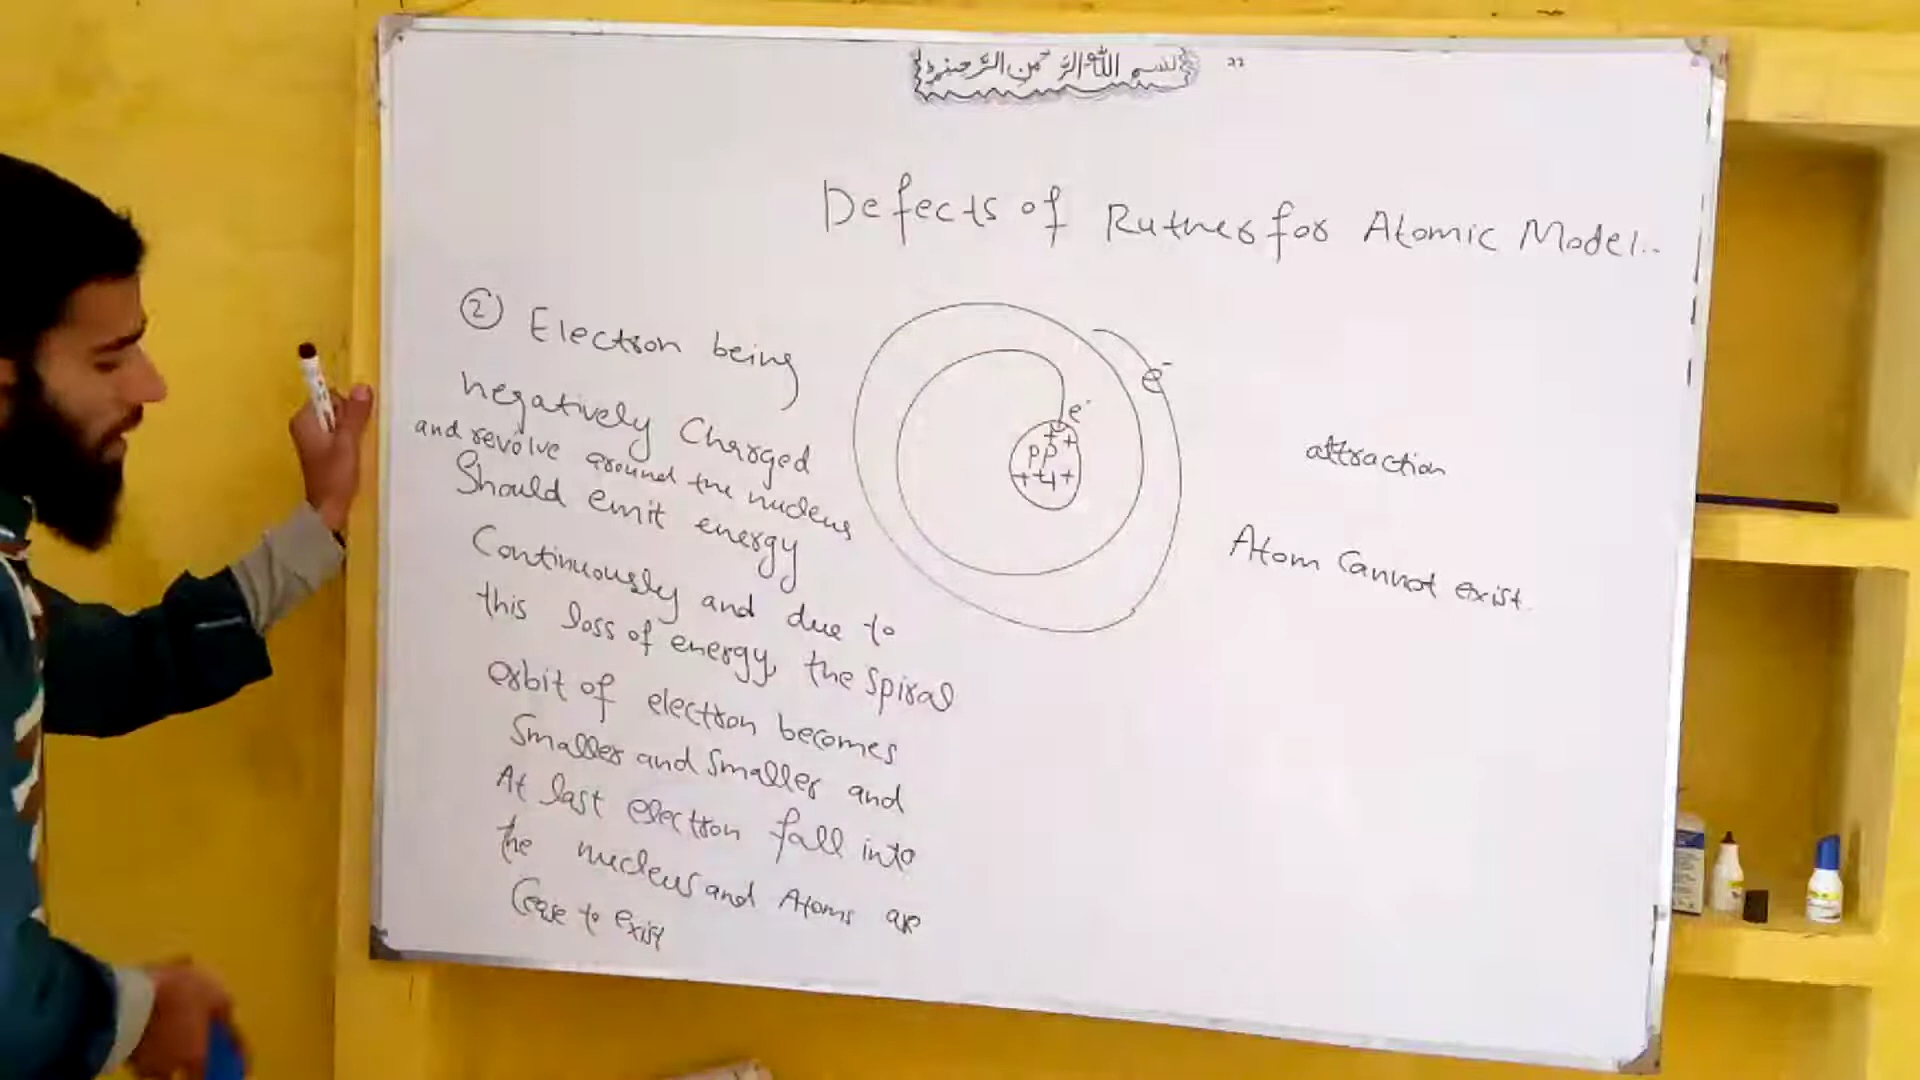 بسم الله الرحمن الرحيم
Defects of Rutherfor Atomic Model..
② Electron being
negatively Charged
and revolve around the nucleus
Should emit energy
Continuously and due to
this loss of energy, the Spiral
orbit of electron becomes
Smaller and Smaller and
At last electron fall into
the nucleus and Atoms are
Cease to exist
e⁻
e⁻
++
PP
++++
attraction
Atom Cannot exist.